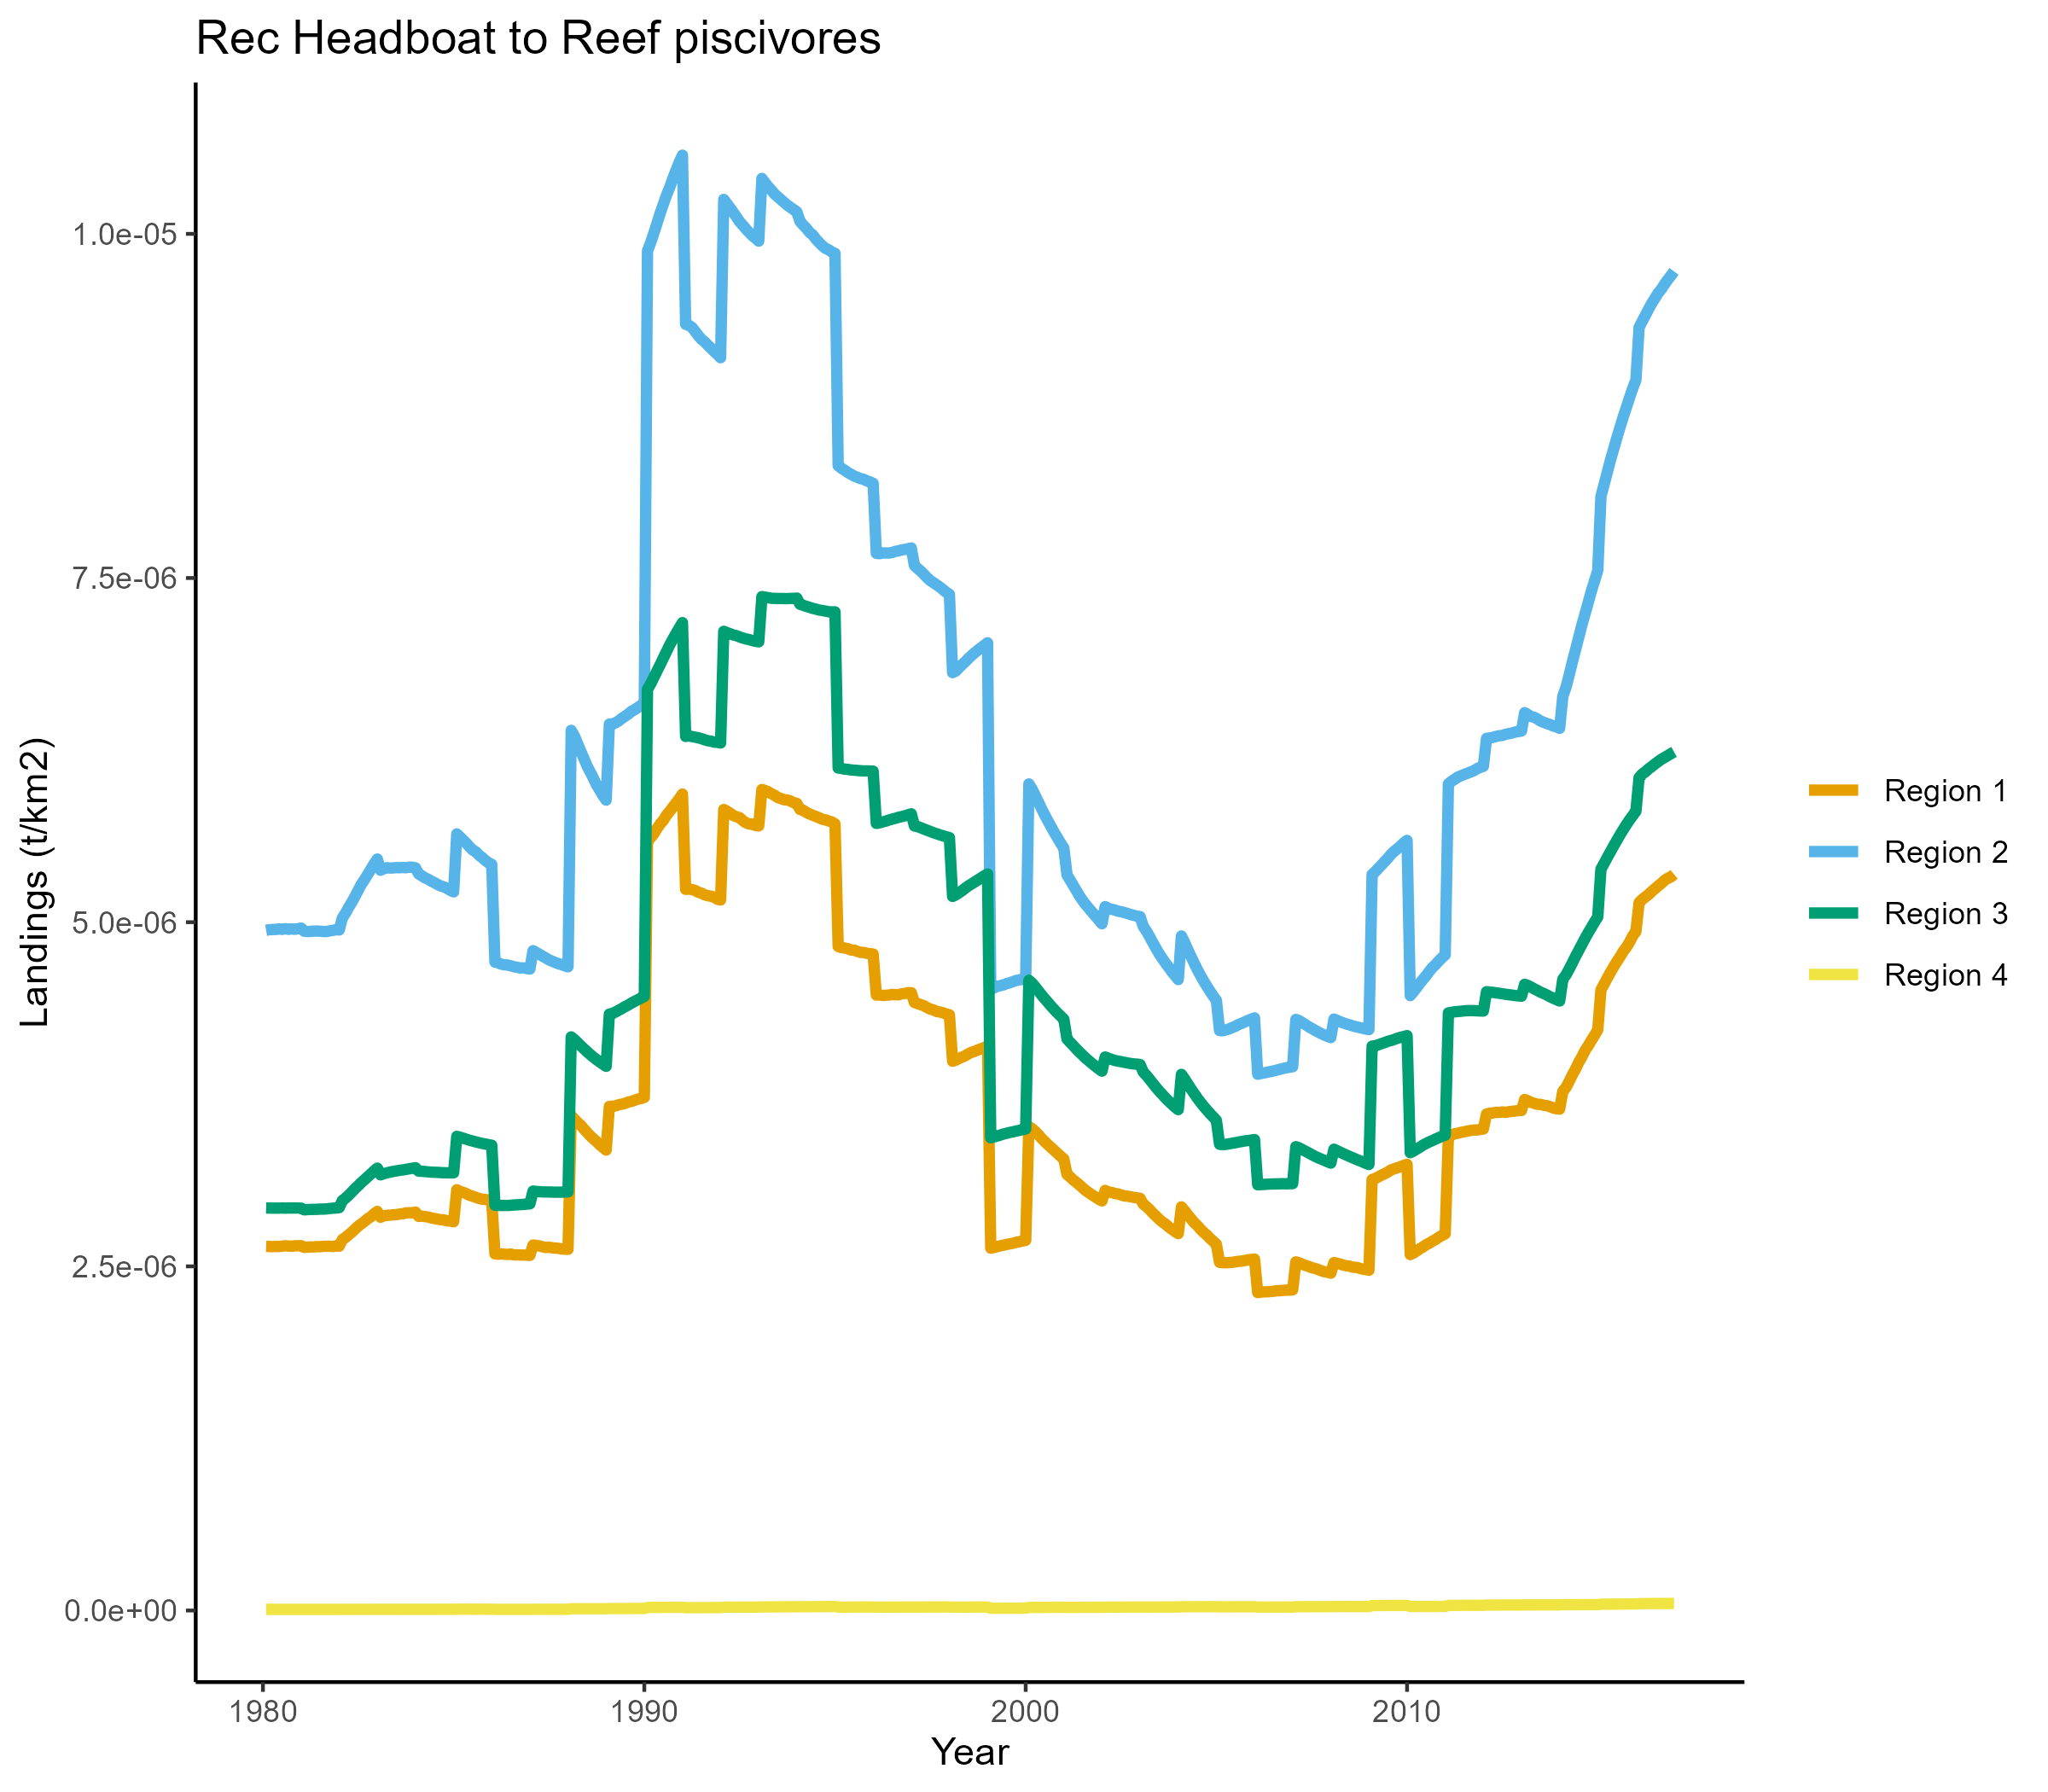 Rec Headboat to Reef piscivores
Landings (t/km2)
1.0e-05
7.5e-06
5.0e-06
2.5e-06
0.0e+00
1980
1990
2000
2010
Year
Region 1
Region 2
Region 3
Region 4